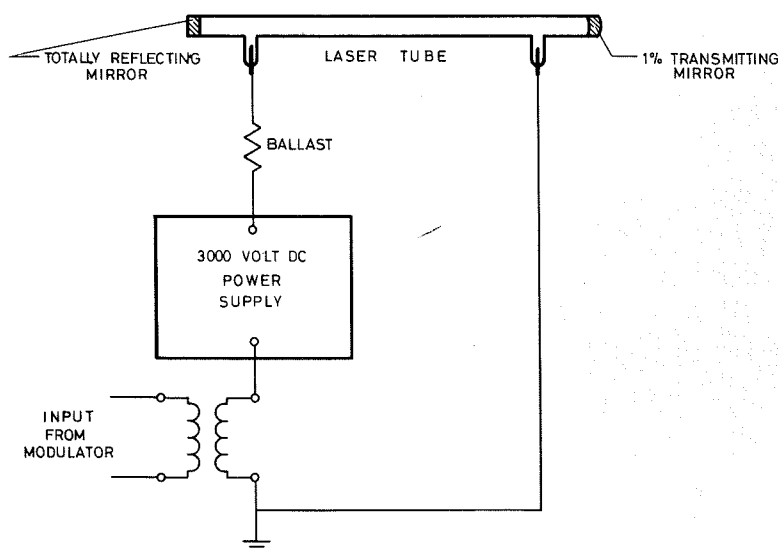 TOTALLY REFLECTING
MIRROR
LASER TUBE
1% TRANSMITTING
MIRROR
BALLAST
3000 VOLT DC
POWER
SUPPLY
INPUT
FROM
MODULATOR